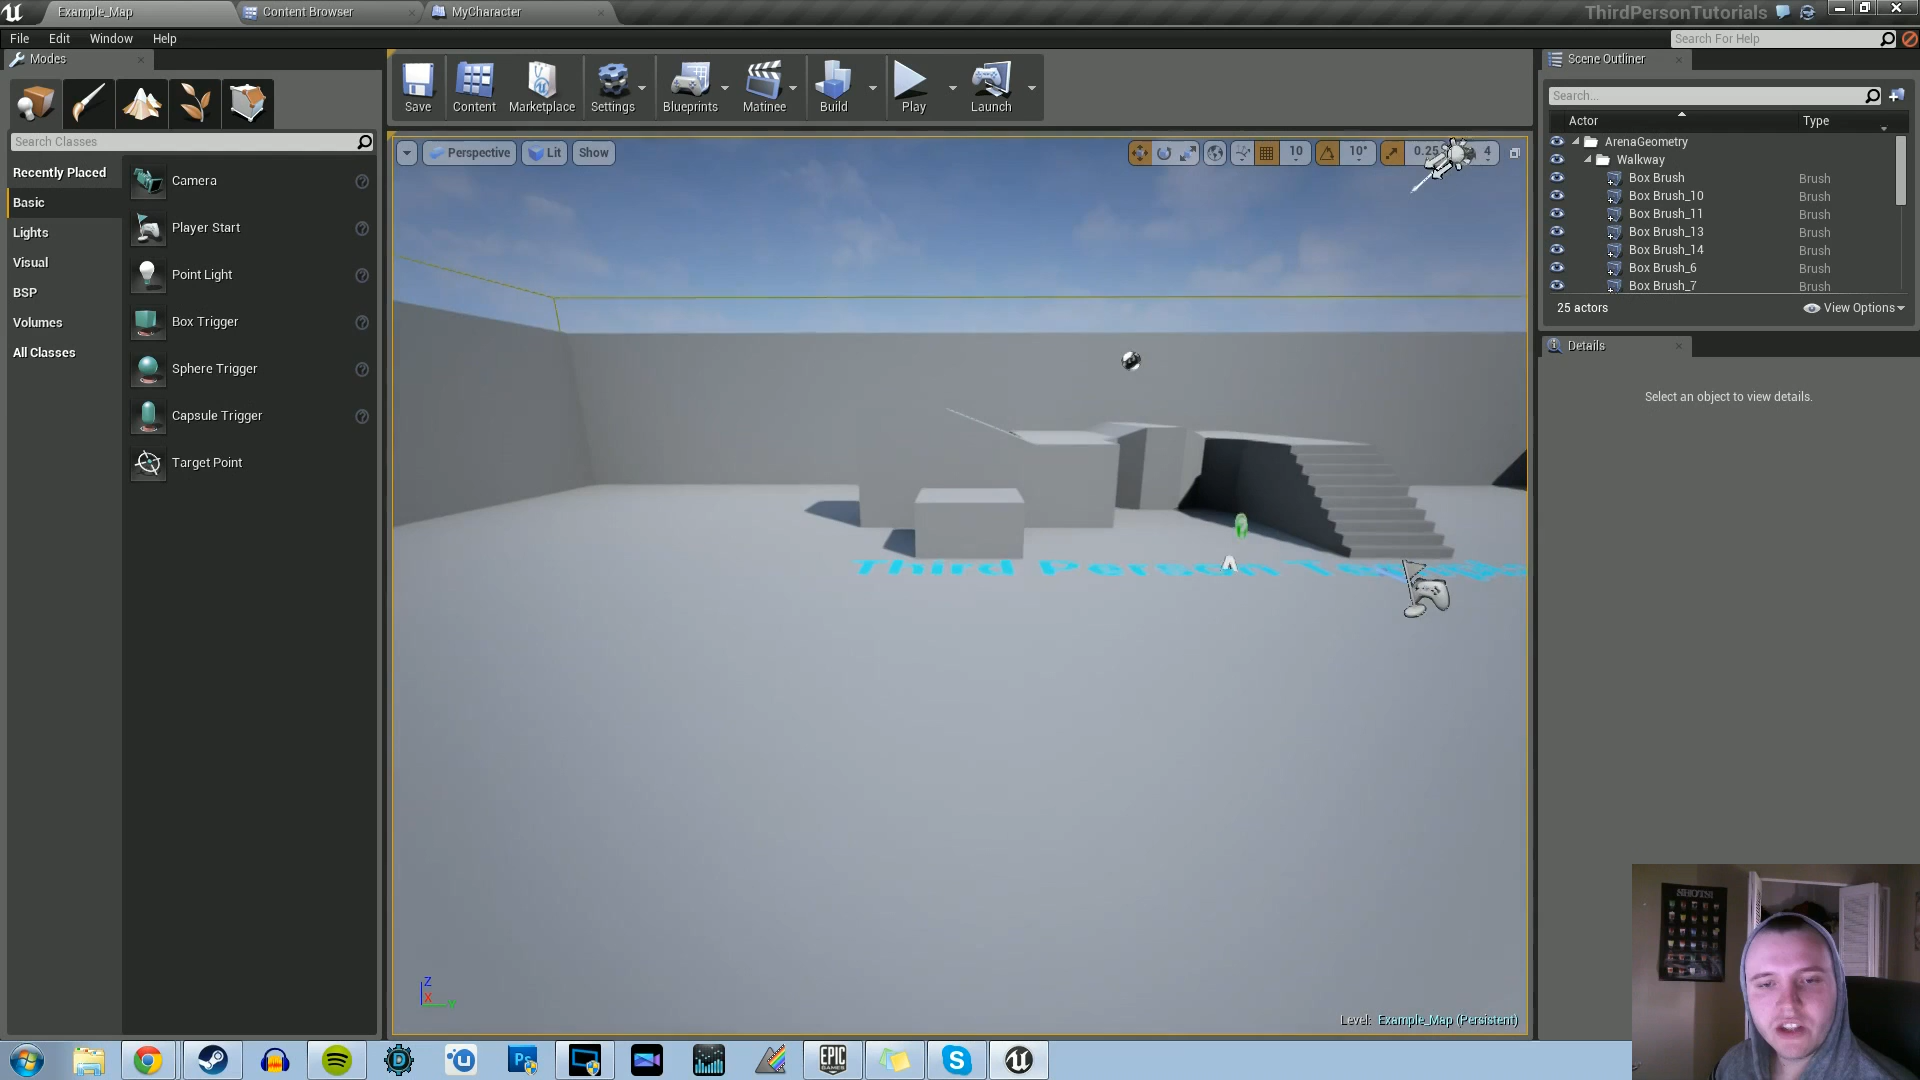 Example_Map
Content Browser
MyCharacter
ThirdPersonTutorials
File Edit Window Help
Search For Help
Modes
Save
Content
Marketplace
Settings
Blueprints
Matinee
Build
Play
Launch
Search Classes
Recently Placed
Basic
Lights
Visual
BSP
Volumes
All Classes
Camera
Player Start
Point Light
Box Trigger
Sphere Trigger
Capsule Trigger
Target Point
Perspective
Lit
Show
10
10°
0.25
4
Third Person
Z
X
Level: Example_Map (Persistent)
Scene Outliner
Search...
Actor Type
ArenaGeometry
Walkway
Box Brush Brush
Box Brush_10 Brush
Box Brush_11 Brush
Box Brush_13 Brush
Box Brush_14 Brush
Box Brush_6 Brush
Box Brush_7 Brush
25 actors
View Options
Details
Select an object to view details.
SHOTS!
Ps
EPIC
GAMES